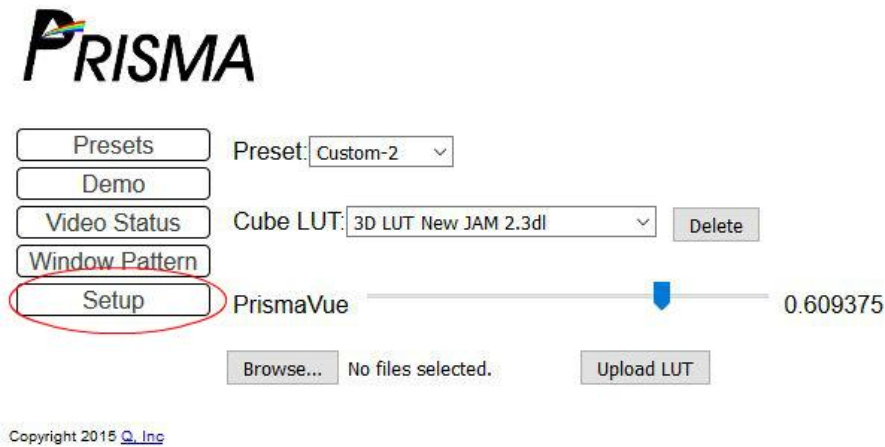 PRISMA
Presets
Demo
Video Status
Window Pattern
Setup
Preset: Custom-2
Cube LUT: 3D LUT New JAM 2.3dl Delete
PrismaVue 0.609375
Browse... No files selected. Upload LUT
Copyright 2015 Q, Inc